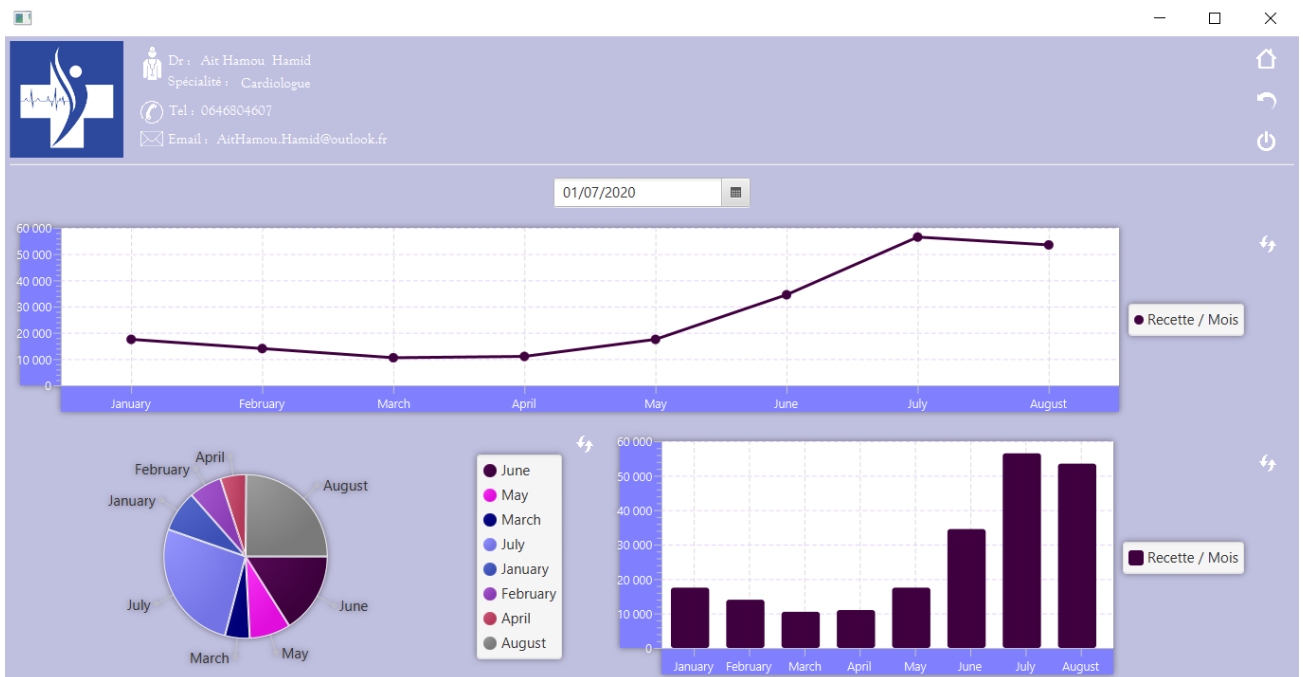 Dr : Ait Hamou Hamid
Spécialité : Cardiologue
Tel : 0646804607
Email : AitHamou.Hamid@outlook.fr
01/07/2020
60 000
50 000
40 000
30 000
20 000
10 000
0
January February March April May June July August
Recette / Mois
April
February
January
August
July
June
March
May
June
May
March
July
January
February
April
August
60 000
50 000
40 000
30 000
20 000
10 000
0
January February March April May June July August
Recette / Mois